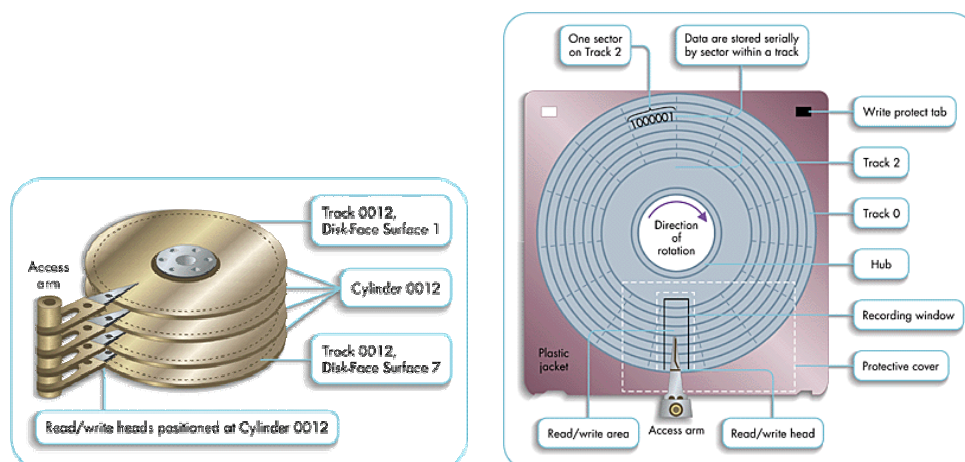 Track 0012,
Disk-Face Surface 1
Access
arm
Cylinder 0012
Track 0012,
Disk-Face Surface 7
Read/write heads positioned at Cylinder 0012
One sector
on Track 2
Data are stored serially
by sector within a track
1000001
Write protect tab
Track 2
Track 0
Direction
of
rotation
Hub
Recording window
Plastic
jacket
Protective cover
Read/write area
Access arm
Read/write head